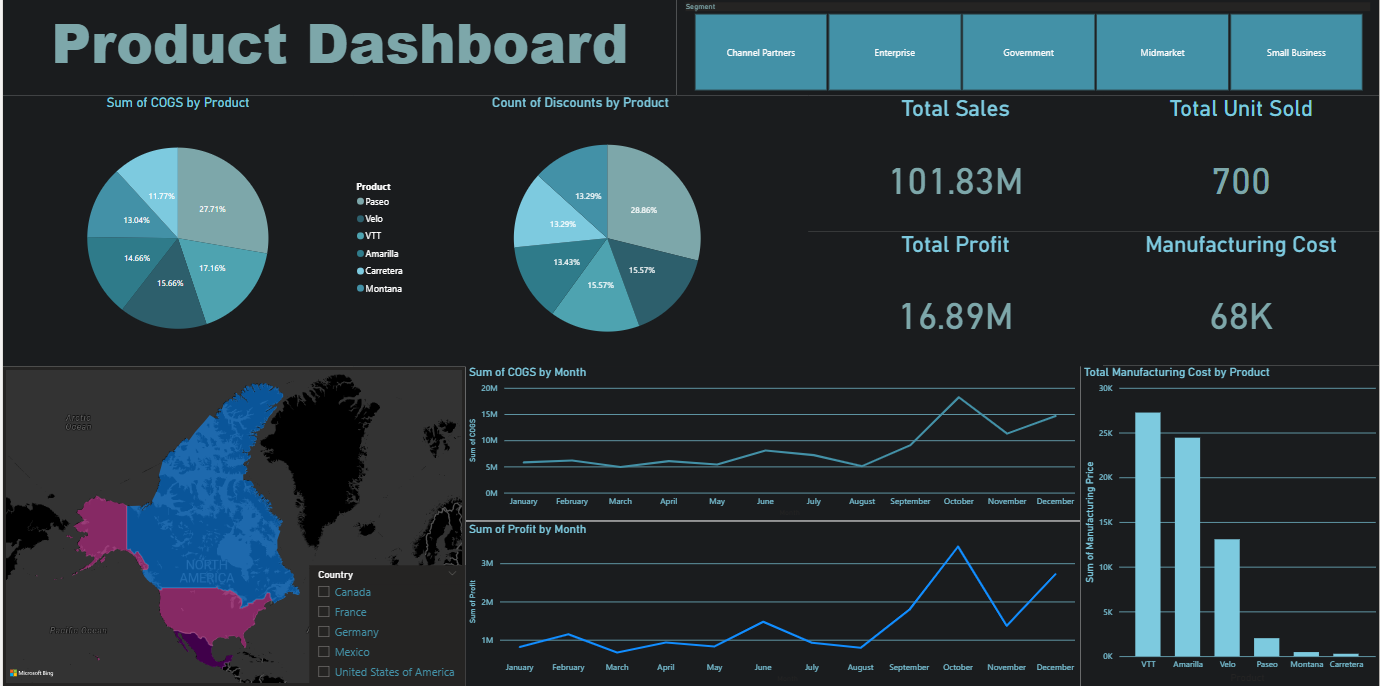 Product Dashboard
Segment
Channel Partners
Enterprise
Government
Midmarket
Small Business
Sum of COGS by Product
27.71%
17.16%
15.66%
14.66%
13.04%
11.77%
Product
Paseo
Velo
VTT
Amarilla
Carretera
Montana
Count of Discounts by Product
28.86%
15.57%
15.57%
13.43%
13.29%
13.29%
Total Sales
101.83M
Total Unit Sold
700
Total Profit
16.89M
Manufacturing Cost
68K
Arctic
Ocean
NORTH
AMERICA
Pacific Ocean
Microsoft Bing
Country
Canada
France
Germany
Mexico
United States of America
Sum of COGS by Month
Sum of COGS
20M
15M
10M
5M
0M
January February March April May June July August September October November December
Sum of Profit by Month
Sum of Profit
3M
2M
1M
January February March April May June July August September October November December
Total Manufacturing Cost by Product
Sum of Manufacturing Price
30K
25K
20K
15K
10K
5K
0K
VTT Amarilla Velo Paseo Montana Carretera